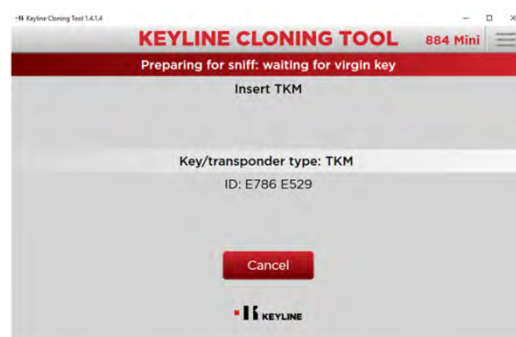 Keyline Cloning Tool 1.4.1.4
KEYLINE CLONING TOOL 884 Mini
Preparing for sniff: waiting for virgin key
Insert TKM
Key/transponder type: TKM
ID: E786 E529
Cancel
KEYLINE